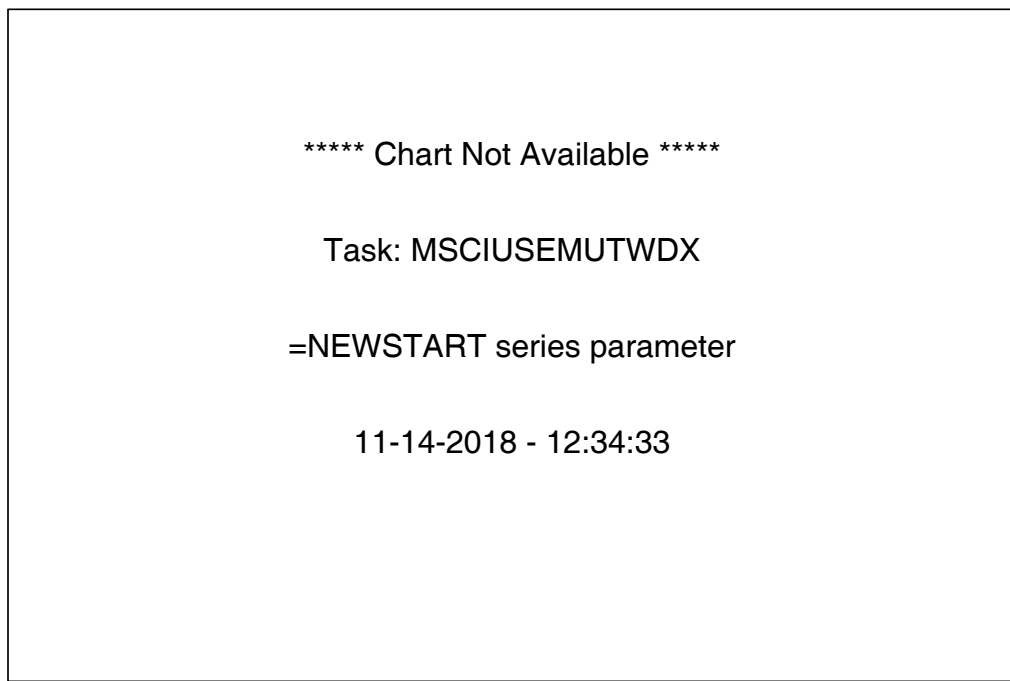 ***** Chart Not Available *****
Task: MSCIUSEMUTWDX
=NEWSTART series parameter
11-14-2018 - 12:34:33